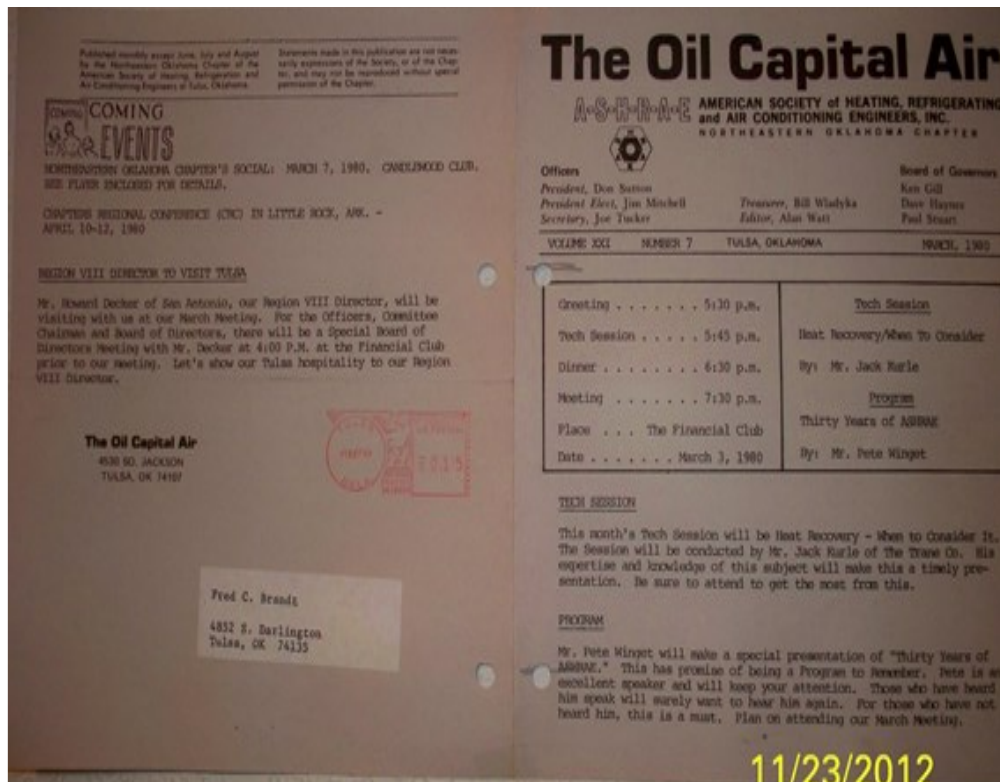 Published monthly except June, July and August
by the Northeastern Oklahoma Chapter of the
American Society of Heating, Refrigeration and
Air Conditioning Engineers at Tulsa, Oklahoma.
Statements made in this publication are not neces-
sarily expressions of the Society, or of the Chap-
ter, and may not be reproduced without special
permission of the Chapter.
COMING
COMING
EVENTS
NORTHEASTERN OKLAHOMA CHAPTER'S SOCIAL: MARCH 7, 1980, CANDLEWOOD CLUB.
SEE FLYER ENCLOSED FOR DETAILS.
CHAPTERS REGIONAL CONFERENCE (CRC) IN LITTLE ROCK, ARK. -
APRIL 10-12, 1980
REGION VIII DIRECTOR TO VISIT TULSA
Mr. Howard Decker of San Antonio, our Region VIII Director, will be
visiting with us at our March Meeting. For the Officers, Committee
Chairman and Board of Directors, there will be a Special Board of
Directors Meeting with Mr. Decker at 4:00 P.M. at the Financial Club
prior to our meeting. Let's show our Tulsa hospitality to our Region
VIII Director.
The Oil Capital Air
4530 SO. JACKSON
TULSA, OK 74107
Fred C. Brandt
4852 S. Darlington
Tulsa, OK 74135
The Oil Capital Air
A-S-H-R-A-E
AMERICAN SOCIETY of HEATING, REFRIGERATING
and AIR CONDITIONING ENGINEERS, INC.
NORTHEASTERN OKLAHOMA CHAPTER
Officers
President, Don Sutton
President Elect, Jim Mitchell
Secretary, Joe Tucker
Treasurer, Bill Wladyka
Editor, Alan Watt
Board of Governors
Ken Gill
Dave Haynes
Paul Stuart
VOLUME XXI NUMBER 7 TULSA, OKLAHOMA MARCH, 1980
Greeting . . . . . . . 5:30 p.m.
Tech Session . . . . . 5:45 p.m.
Dinner . . . . . . . . 6:30 p.m.
Meeting . . . . . . . 7:30 p.m.
Place . . . The Financial Club
Date . . . . . . . March 3, 1980
Tech Session
Heat Recovery/When To Consider
By: Mr. Jack Kurle
Program
Thirty Years of ASHRAE
By: Mr. Pete Winget
TECH SESSION
This month's Tech Session will be Heat Recovery - When to Consider It.
The Session will be conducted by Mr. Jack Kurle of The Trane Co. His
expertise and knowledge of this subject will make this a timely pre-
sentation. Be sure to attend to get the most from this.
PROGRAM
Mr. Pete Winget will make a special presentation of "Thirty Years of
ASHRAE." This has promise of being a Program to Remember. Pete is an
excellent speaker and will keep your attention. Those who have heard
him speak will surely want to hear him again. For those who have not
heard him, this is a must. Plan on attending our March Meeting.
11/23/2012